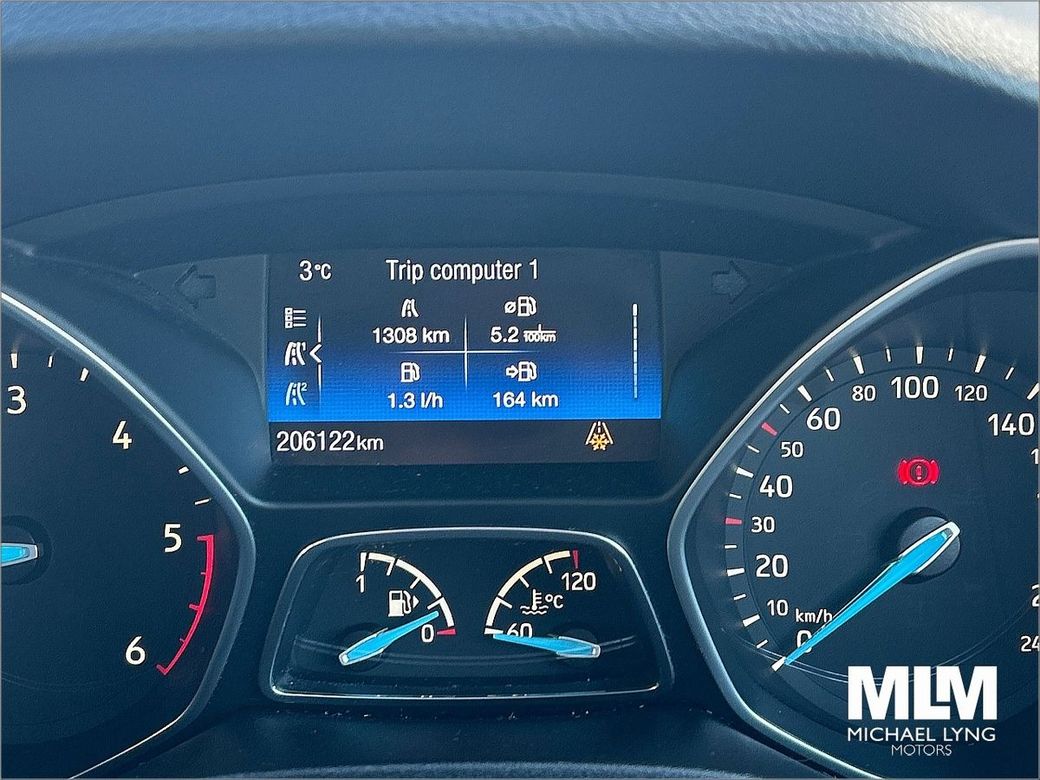 3°C Trip computer 1
1308 km 5.2 l/100km
1.3 l/h 164 km
206122km
3
4
5
6
1
0
120
°C
60
0
10
20
30
40
50
60
80
100
120
140
km/h
MLM
MICHAEL LYNG
MOTORS